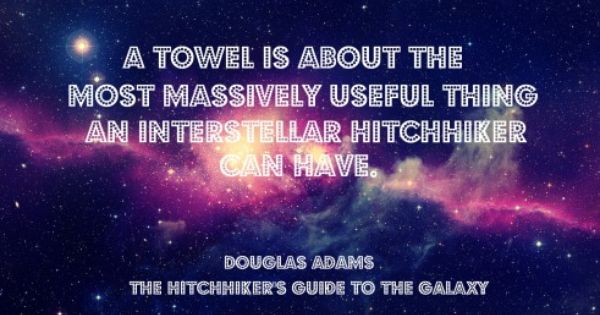 A TOWEL IS ABOUT THE
MOST MASSIVELY USEFUL THING
AN INTERSTELLAR HITCHHIKER
CAN HAVE.
DOUGLAS ADAMS
THE HITCHHIKER'S GUIDE TO THE GALAXY